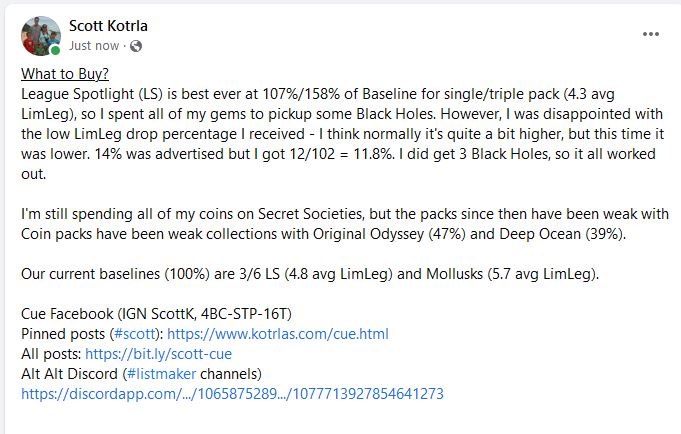 Scott Kotrla
Just now ·
What to Buy?
League Spotlight (LS) is best ever at 107%/158% of Baseline for single/triple pack (4.3 avg
LimLeg), so I spent all of my gems to pickup some Black Holes. However, I was disappointed with
the low LimLeg drop percentage I received - I think normally it's quite a bit higher, but this time it
was lower. 14% was advertised but I got 12/102 = 11.8%. I did get 3 Black Holes, so it all worked
out.
I'm still spending all of my coins on Secret Societies, but the packs since then have been weak with
Coin packs have been weak collections with Original Odyssey (47%) and Deep Ocean (39%).
Our current baselines (100%) are 3/6 LS (4.8 avg LimLeg) and Mollusks (5.7 avg LimLeg).
Cue Facebook (IGN ScottK, 4BC-STP-16T)
Pinned posts (#scott): https://www.kotrlas.com/cue.html
All posts: https://bit.ly/scott-cue
Alt Alt Discord (#listmaker channels)
https://discordapp.com/.../1065875289.../1077713927854641273